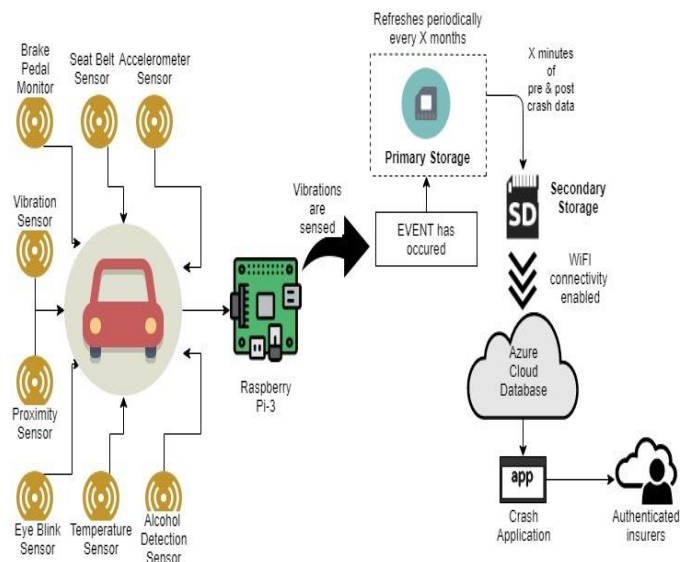 Brake
Pedal
Monitor
Seat Belt
Sensor
Accelerometer
Sensor
Vibration
Sensor
Proximity
Sensor
Eye Blink
Sensor
Temperature
Sensor
Alcohol
Detection
Sensor
Raspberry
Pi-3
Vibrations
are
sensed
EVENT has
occured
Refreshes periodically
every X months
Primary Storage
X minutes
of
pre & post
crash data
SD
Secondary
Storage
WiFI
connectivity
enabled
Azure
Cloud
Database
app
Crash
Application
Authenticated
insurers